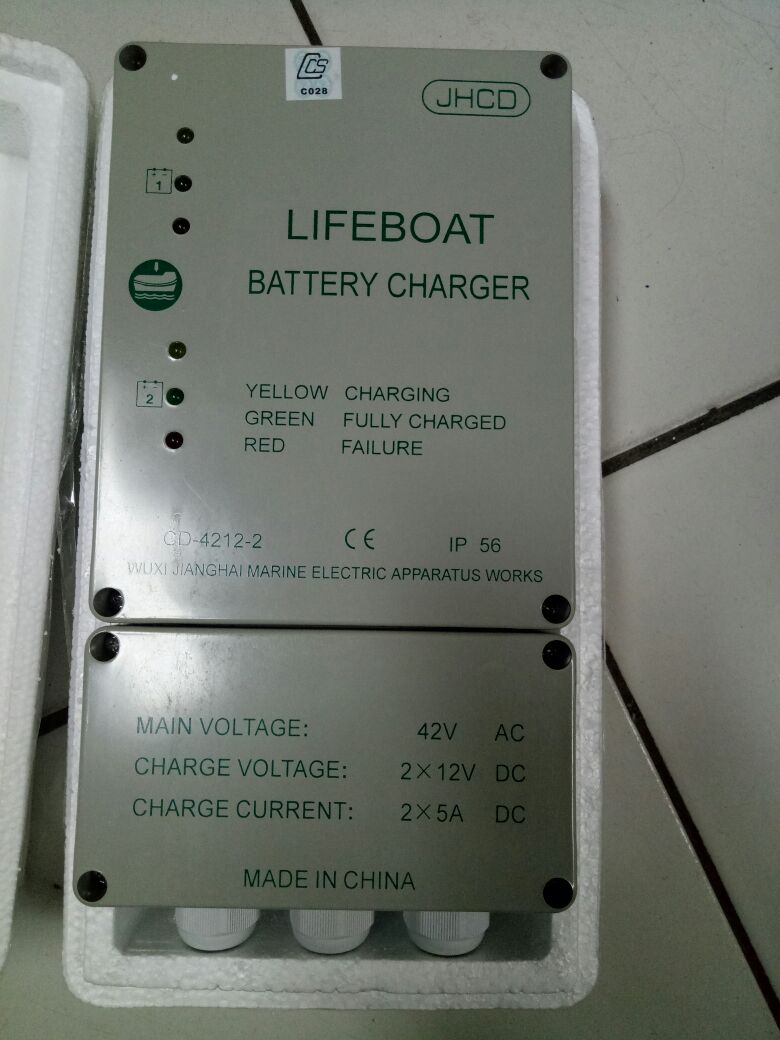 CCS
C028
JHCD
1
LIFEBOAT
BATTERY CHARGER
2
YELLOW CHARGING
GREEN FULLY CHARGED
RED FAILURE
CD-4212-2 CE IP 56
WUXI JIANGHAI MARINE ELECTRIC APPARATUS WORKS
MAIN VOLTAGE: 42V AC
CHARGE VOLTAGE: 2×12V DC
CHARGE CURRENT: 2×5A DC
MADE IN CHINA